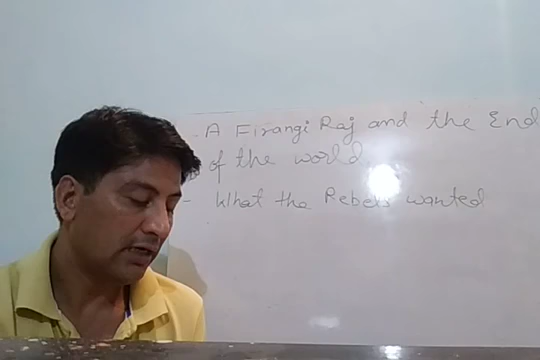 - A Firangi Raj and the End
of the world
- What the Rebels wanted